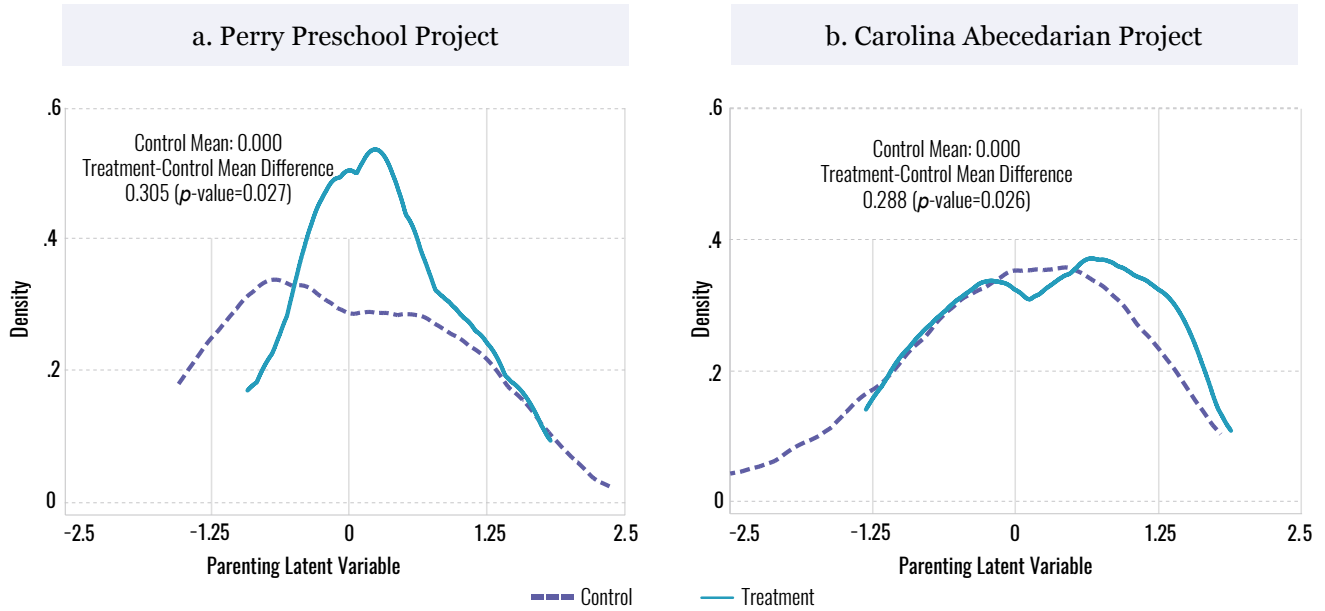 a. Perry Preschool Project
Control Mean: 0.000
Treatment-Control Mean Difference
0.305 (p-value=0.027)
Density
.6
.4
.2
0
−2.5 −1.25 0 1.25 2.5
Parenting Latent Variable
b. Carolina Abecedarian Project
Control Mean: 0.000
Treatment-Control Mean Difference
0.288 (p-value=0.026)
Density
.6
.4
.2
0
−2.5 −1.25 0 1.25 2.5
Parenting Latent Variable
Control Treatment